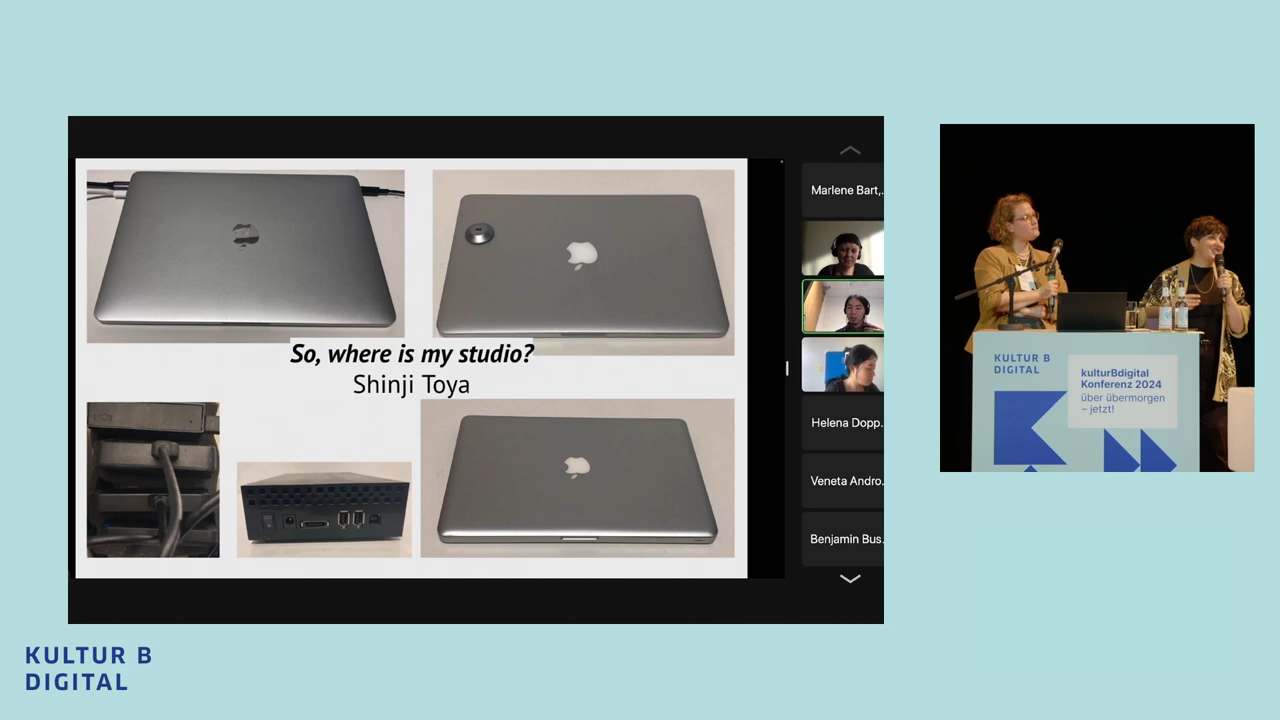 So, where is my studio?
Shinji Toya
Marlene Bart,..
Helena Dopp..
Veneta Andro..
Benjamin Bus..
KULTUR B
DIGITAL
kulturBdigital
Konferenz 2024
über übermorgen
– jetzt!
KULTUR B
DIGITAL